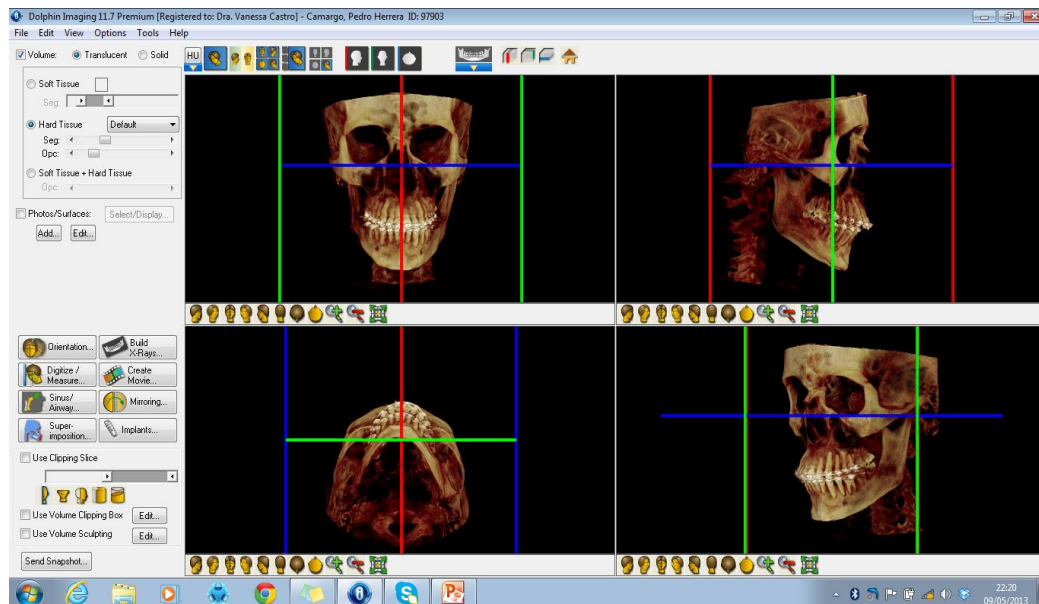 Dolphin Imaging 11.7 Premium [Registered to: Dra. Vanessa Castro] - Camargo, Pedro Herrera ID: 97903
File Edit View Options Tools Help
Volume: Translucent Solid
HU
Soft Tissue
Seg:
Hard Tissue Default
Seg:
Opc:
Soft Tissue + Hard Tissue
Opc:
Photos/Surfaces: Select/Display...
Add... Edit...
Orientation... Build X-Rays...
Digitize / Measure... Create Movie...
Sinus/ Airway... Mirroring...
Super-imposition... Implants...
Use Clipping Slice
Use Volume Clipping Box Edit...
Use Volume Sculpting Edit...
Send Snapshot...
22:20
09/05/2013